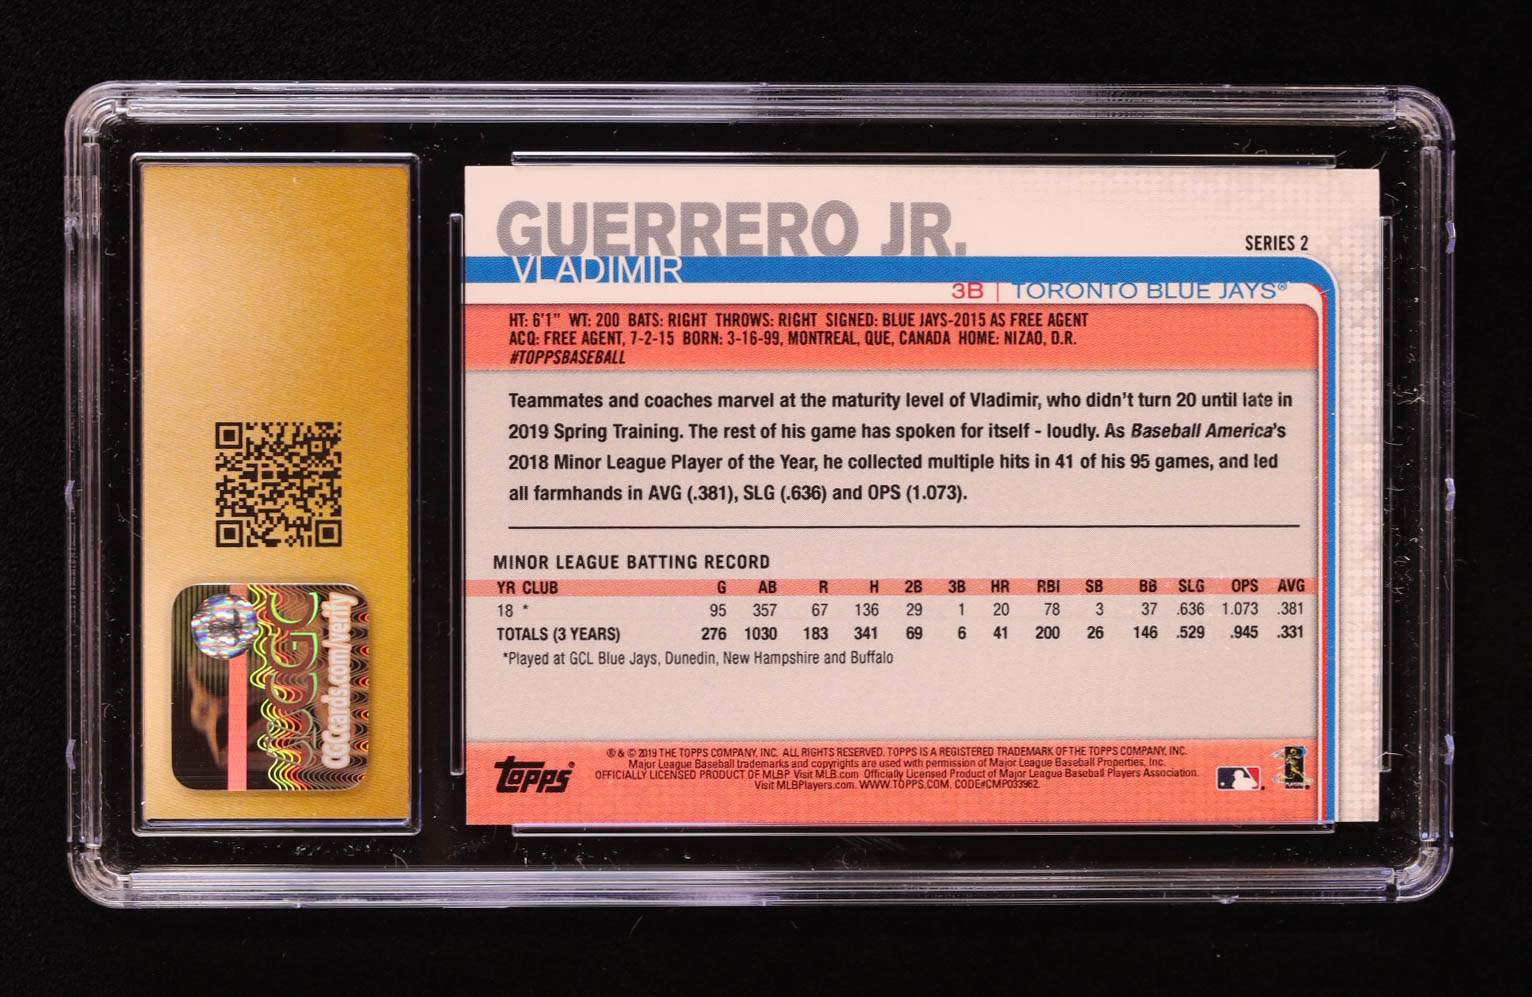 GUERRERO JR.
VLADIMIR
SERIES 2
3B | TORONTO BLUE JAYS®
HT: 6'1" WT: 200 BATS: RIGHT THROWS: RIGHT SIGNED: BLUE JAYS-2015 AS FREE AGENT
ACQ: FREE AGENT, 7-2-15 BORN: 3-16-99, MONTREAL, QUE, CANADA HOME: NIZAO, D.R.
#TOPPSBASEBALL
Teammates and coaches marvel at the maturity level of Vladimir, who didn't turn 20 until late in
2019 Spring Training. The rest of his game has spoken for itself - loudly. As Baseball America's
2018 Minor League Player of the Year, he collected multiple hits in 41 of his 95 games, and led
all farmhands in AVG (.381), SLG (.636) and OPS (1.073).
MINOR LEAGUE BATTING RECORD
YR CLUB G AB R H 2B 3B HR RBI SB BB SLG OPS AVG
18 * 95 357 67 136 29 1 20 78 3 37 .636 1.073 .381
TOTALS (3 YEARS) 276 1030 183 341 69 6 41 200 26 146 .529 .945 .331
*Played at GCL Blue Jays, Dunedin, New Hampshire and Buffalo
topps®
® & © 2019 THE TOPPS COMPANY, INC. ALL RIGHTS RESERVED. TOPPS IS A REGISTERED TRADEMARK OF THE TOPPS COMPANY, INC.
Major League Baseball trademarks and copyrights are used with permission of Major League Baseball Properties, Inc.
OFFICIALLY LICENSED PRODUCT OF MLBP. Visit MLB.com Officially Licensed Product of Major League Baseball Players Association.
Visit MLBPlayers.com. WWW.TOPPS.COM. CODE#CMP033962.
CGC
CGCcards.com/verify